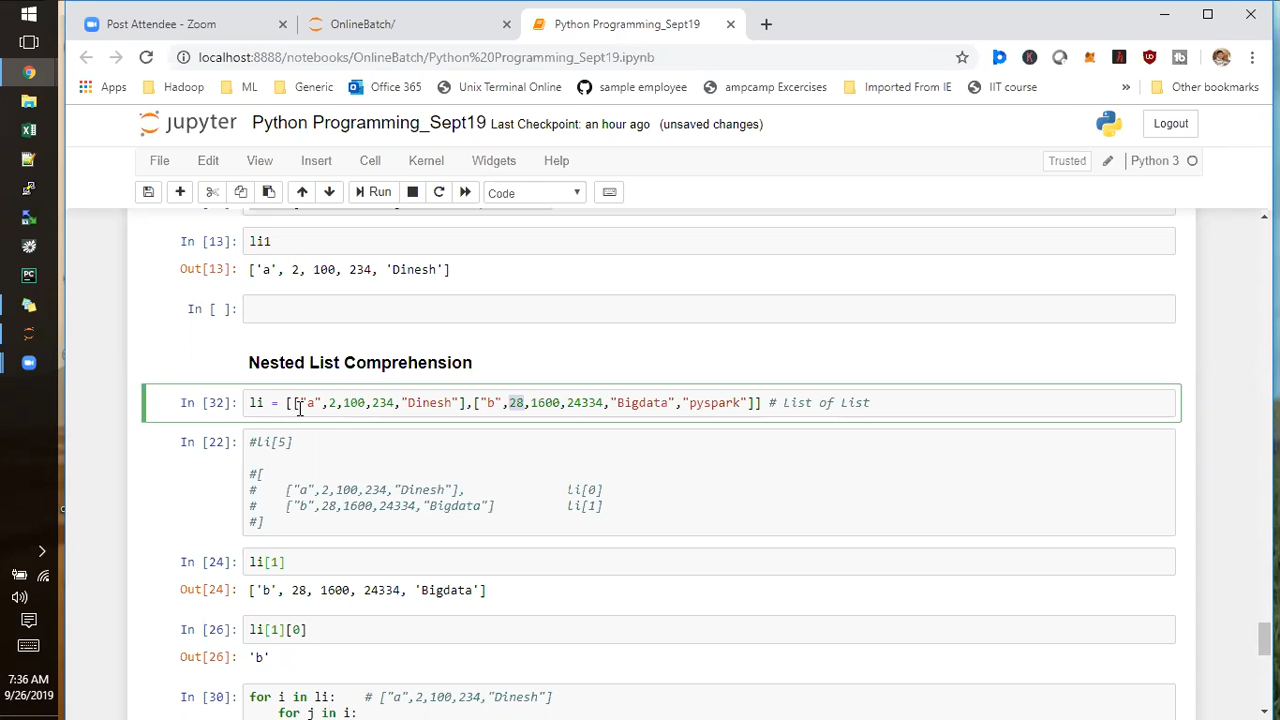 Post Attendee - Zoom
OnlineBatch/
Python Programming_Sept19
localhost:8888/notebooks/OnlineBatch/Python%20Programming_Sept19.ipynb
Apps Hadoop ML Generic Office 365 Unix Terminal Online sample employee ampcamp Excercises Imported From IE IIT course » Other bookmarks
jupyter Python Programming_Sept19 Last Checkpoint: an hour ago (unsaved changes) Logout
File Edit View Insert Cell Kernel Widgets Help Trusted Python 3
Run Code
In [13]: li1
Out[13]: ['a', 2, 100, 234, 'Dinesh']
In [ ]:
Nested List Comprehension
In [32]: li = [["a",2,100,234,"Dinesh"],["b",28,1600,24334,"Bigdata","pyspark"]] # List of List
In [22]: #li[5]
#[
# ["a",2,100,234,"Dinesh"], li[0]
# ["b",28,1600,24334,"Bigdata"] li[1]
#]
In [24]: li[1]
Out[24]: ['b', 28, 1600, 24334, 'Bigdata']
In [26]: li[1][0]
Out[26]: 'b'
In [30]: for i in li: # ["a",2,100,234,"Dinesh"]
for j in i:
7:36 AM
9/26/2019